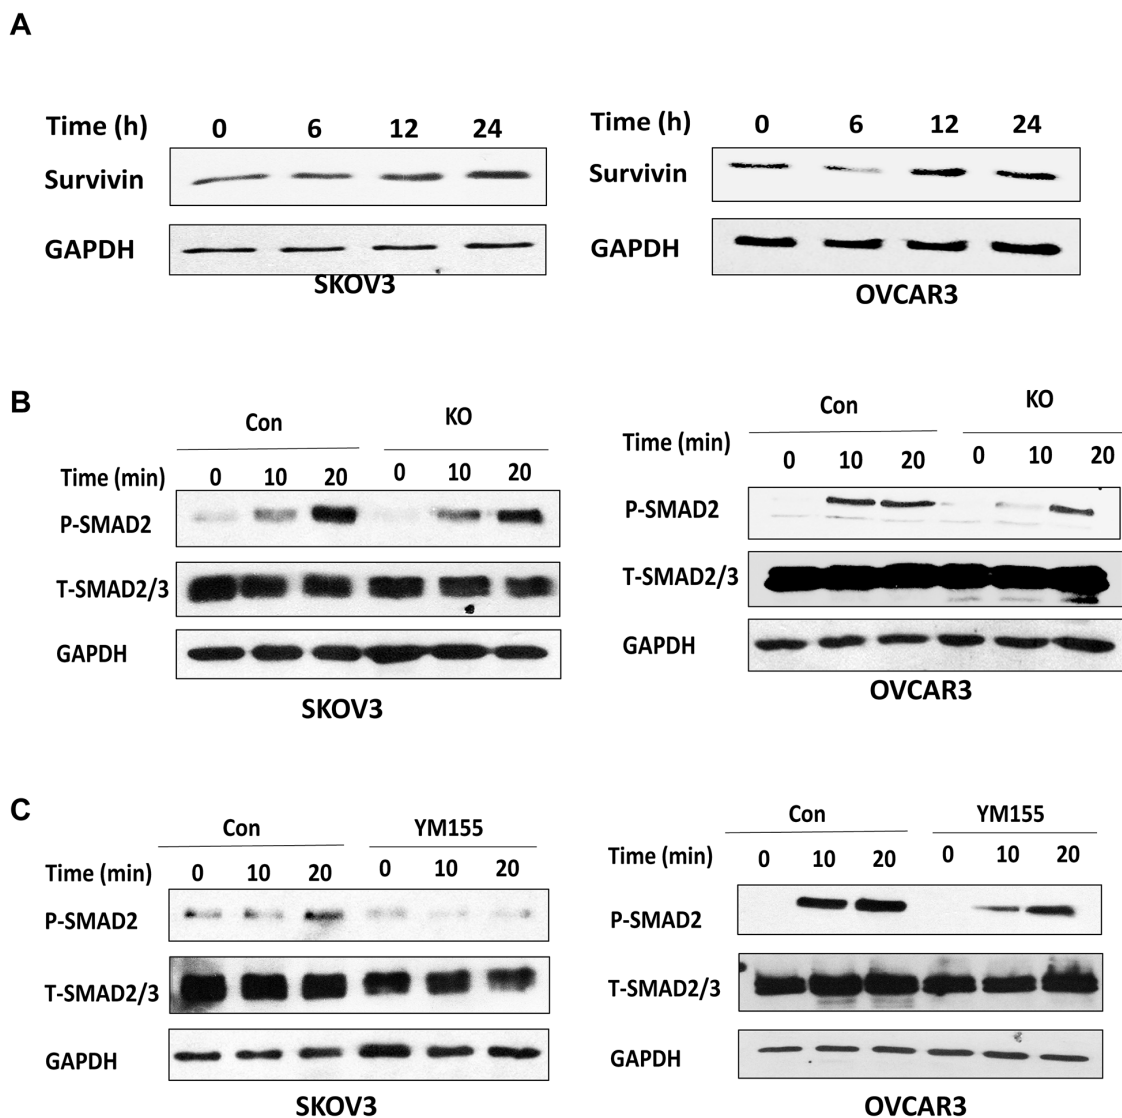 A
Time (h) 0 6 12 24
Survivin
GAPDH
SKOV3
Time (h) 0 6 12 24
Survivin
GAPDH
OVCAR3
B
Con KO
Time (min) 0 10 20 0 10 20
P-SMAD2
T-SMAD2/3
GAPDH
SKOV3
Con KO
Time (min) 0 10 20 0 10 20
P-SMAD2
T-SMAD2/3
GAPDH
OVCAR3
C
Con YM155
Time (min) 0 10 20 0 10 20
P-SMAD2
T-SMAD2/3
GAPDH
SKOV3
Con YM155
Time (min) 0 10 20 0 10 20
P-SMAD2
T-SMAD2/3
GAPDH
OVCAR3